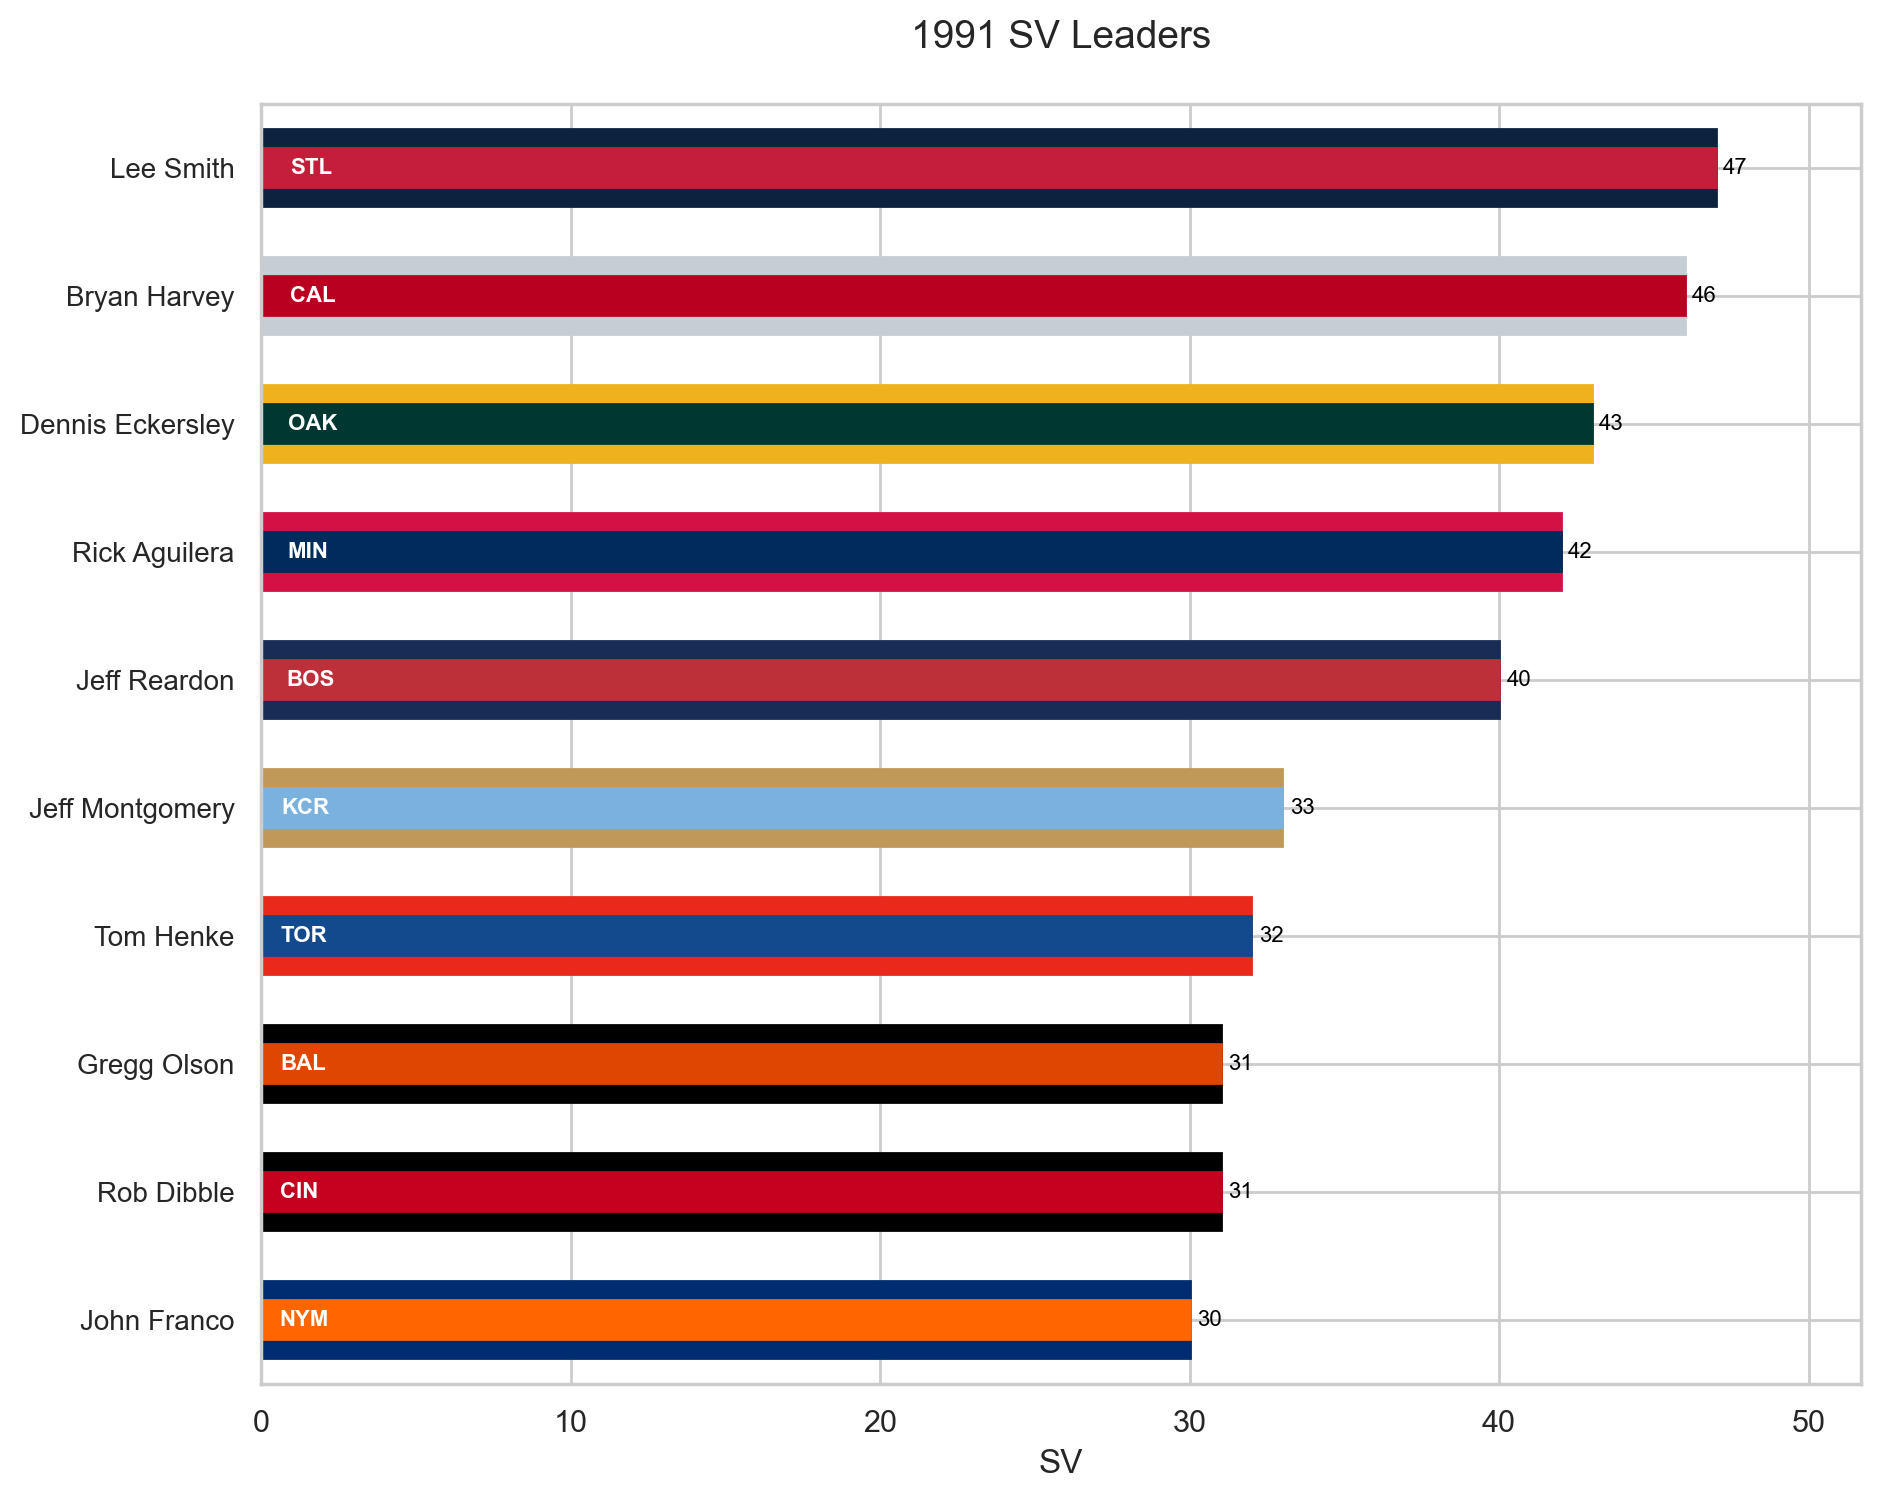 1991 SV Leaders
Lee Smith STL 47
Bryan Harvey CAL 46
Dennis Eckersley OAK 43
Rick Aguilera MIN 42
Jeff Reardon BOS 40
Jeff Montgomery KCR 33
Tom Henke TOR 32
Gregg Olson BAL 31
Rob Dibble CIN 31
John Franco NYM 30
0 10 20 30 40 50
SV